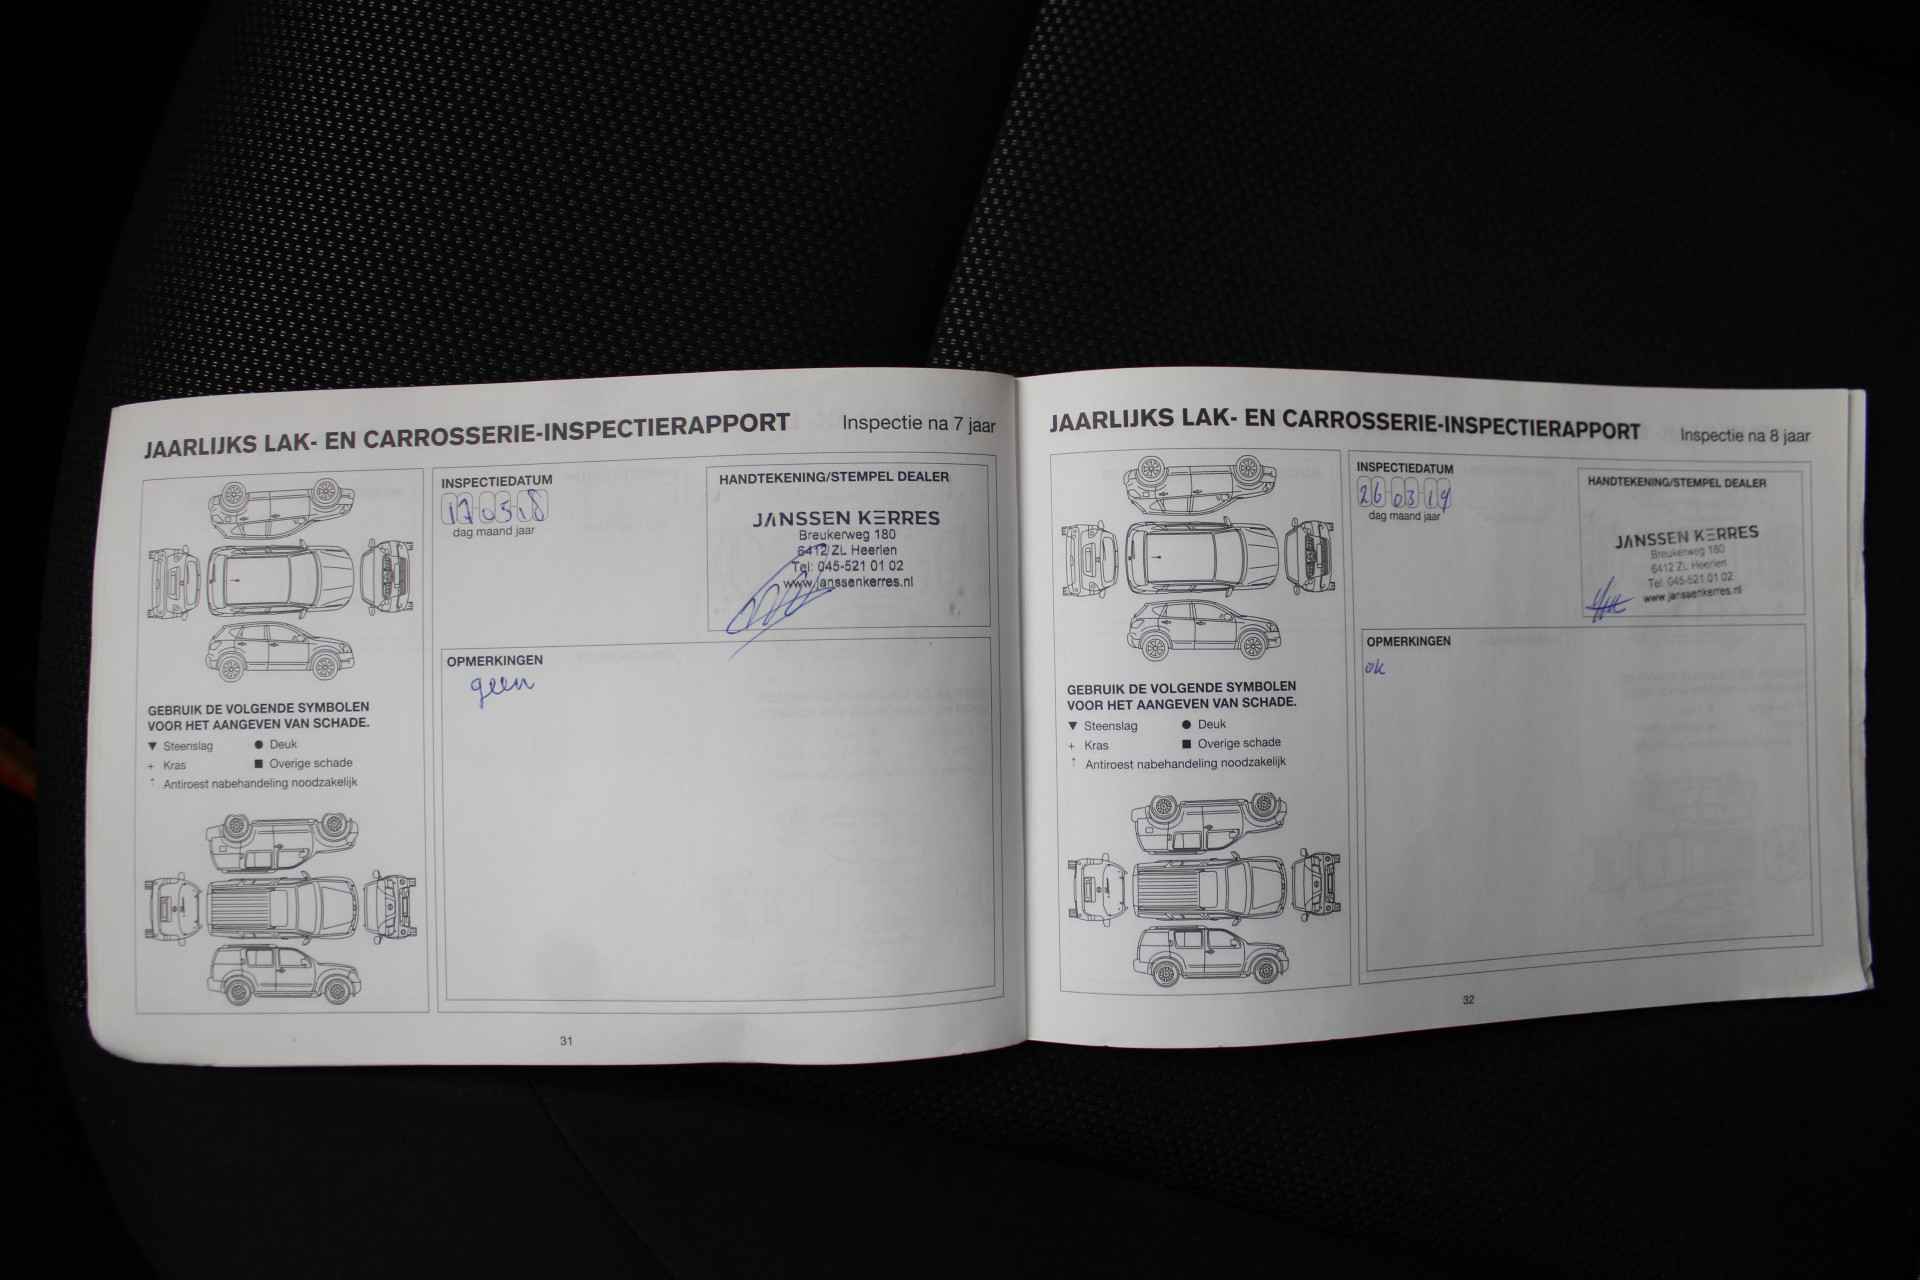 JAARLIJKS LAK- EN CARROSSERIE-INSPECTIERAPPORT
Inspectie na 7 jaar
INSPECTIEDATUM
17 05 18
dag maand jaar
HANDTEKENING/STEMPEL DEALER
JANSSEN KERRES
Breukerweg 180
6412 ZL Heerlen
Tel: 045-521 01 02
www.janssenkerres.nl
OPMERKINGEN
geen
GEBRUIK DE VOLGENDE SYMBOLEN
VOOR HET AANGEVEN VAN SCHADE.
▼ Steenslag ● Deuk
+ Kras ■ Overige schade
↑ Antiroest nabehandeling noodzakelijk
31
JAARLIJKS LAK- EN CARROSSERIE-INSPECTIERAPPORT
Inspectie na 8 jaar
INSPECTIEDATUM
26 03 19
dag maand jaar
HANDTEKENING/STEMPEL DEALER
JANSSEN KERRES
Breukerweg 180
6412 ZL Heerlen
Tel: 045-521 01 02
www.janssenkerres.nl
OPMERKINGEN
ok
GEBRUIK DE VOLGENDE SYMBOLEN
VOOR HET AANGEVEN VAN SCHADE.
▼ Steenslag ● Deuk
+ Kras ■ Overige schade
↑ Antiroest nabehandeling noodzakelijk
32